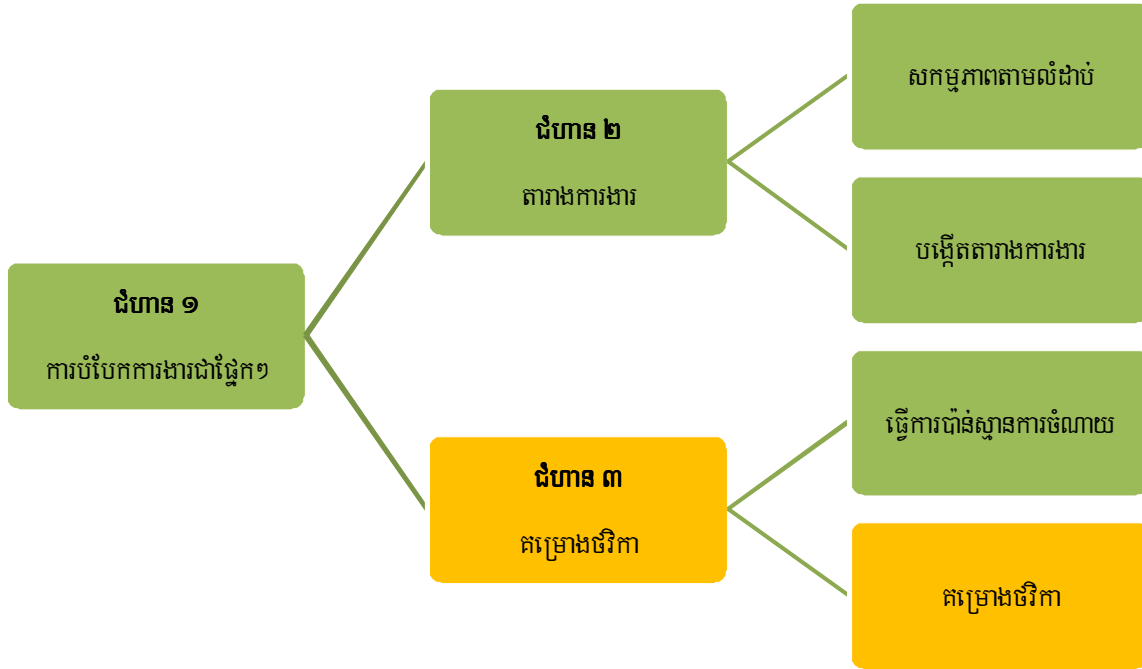 ជំហាន ១
ការបំបែកការងារជាផ្នែកៗ
ជំហាន ២
តារាងការងារ
សកម្មភាពតាមលំដាប់
បង្កើតតារាងការងារ
ជំហាន ៣
គម្រោងថវិកា
ធ្វើការប៉ាន់ស្មានការចំណាយ
គម្រោងថវិកា